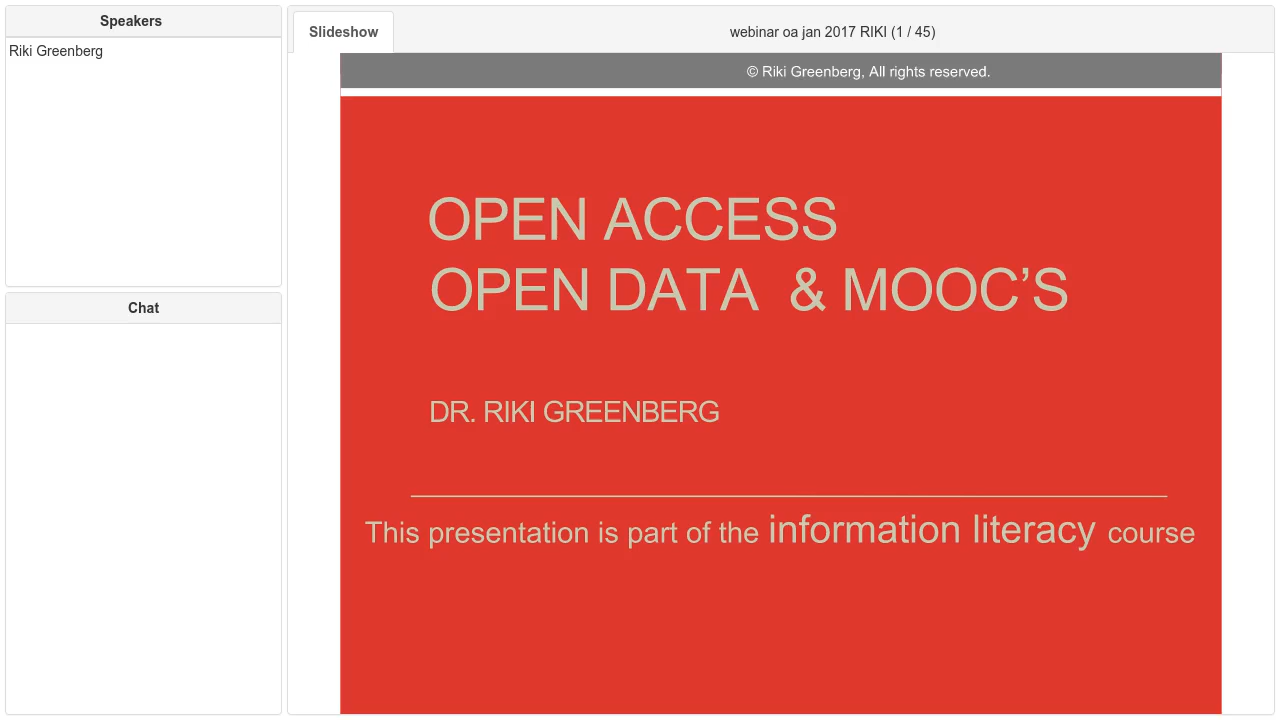 Speakers
Riki Greenberg
Chat
Slideshow
webinar oa jan 2017 RIKI (1 / 45)
© Riki Greenberg, All rights reserved.
OPEN ACCESS
OPEN DATA & MOOC’S
DR. RIKI GREENBERG
This presentation is part of the information literacy course